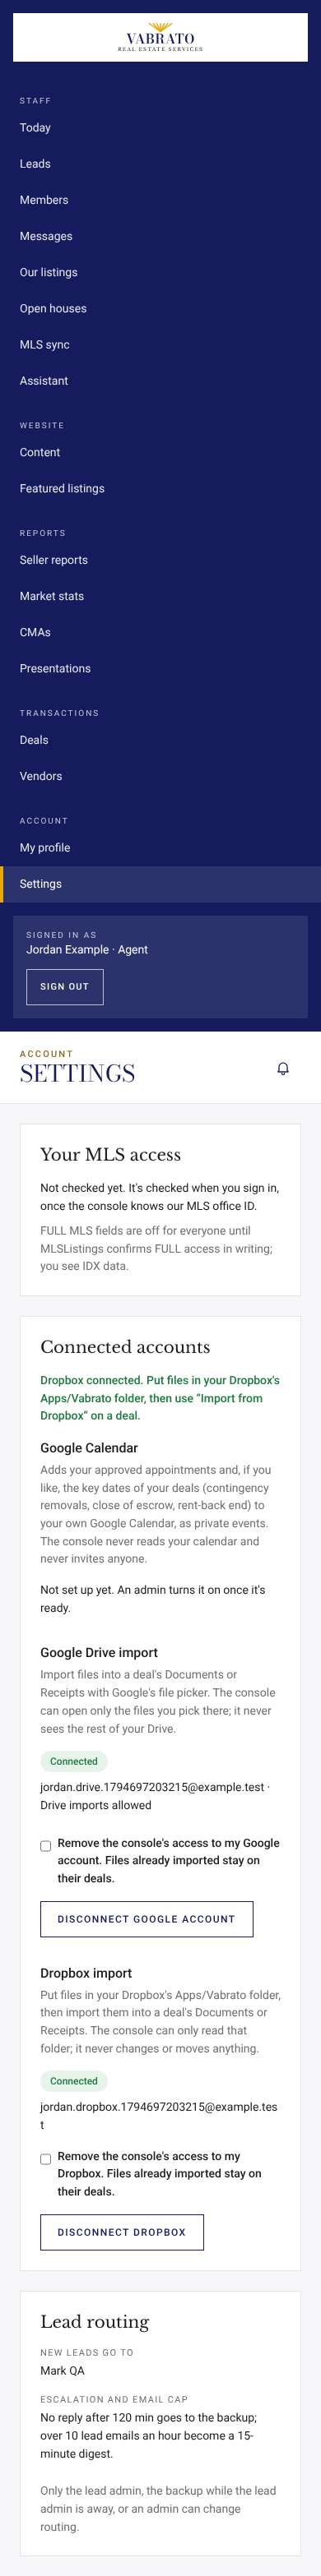 VABRATO
REAL ESTATE SERVICES
STAFF
Today
Leads
Members
Messages
Our listings
Open houses
MLS sync
Assistant
WEBSITE
Content
Featured listings
REPORTS
Seller reports
Market stats
CMAs
Presentations
TRANSACTIONS
Deals
Vendors
ACCOUNT
My profile
Settings
SIGNED IN AS
Jordan Example · Agent
SIGN OUT
ACCOUNT
SETTINGS
Your MLS access
Not checked yet. It's checked when you sign in,
once the console knows our MLS office ID.
FULL MLS fields are off for everyone until
MLSListings confirms FULL access in writing;
you see IDX data.
Connected accounts
Dropbox connected. Put files in your Dropbox's
Apps/Vabrato folder, then use “Import from
Dropbox” on a deal.
Google Calendar
Adds your approved appointments and, if you
like, the key dates of your deals (contingency
removals, close of escrow, rent-back end) to
your own Google Calendar, as private events.
The console never reads your calendar and
never invites anyone.
Not set up yet. An admin turns it on once it's
ready.
Google Drive import
Import files into a deal's Documents or
Receipts with Google's file picker. The console
can open only the files you pick there; it never
sees the rest of your Drive.
Connected
jordan.drive.1794697203215@example.test ·
Drive imports allowed
Remove the console's access to my Google
account. Files already imported stay on
their deals.
DISCONNECT GOOGLE ACCOUNT
Dropbox import
Put files in your Dropbox's Apps/Vabrato folder,
then import them into a deal's Documents or
Receipts. The console can only read that
folder; it never changes or moves anything.
Connected
jordan.dropbox.1794697203215@example.tes
t
Remove the console's access to my
Dropbox. Files already imported stay on
their deals.
DISCONNECT DROPBOX
Lead routing
NEW LEADS GO TO
Mark QA
ESCALATION AND EMAIL CAP
No reply after 120 min goes to the backup;
over 10 lead emails an hour become a 15-
minute digest.
Only the lead admin, the backup while the lead
admin is away, or an admin can change
routing.